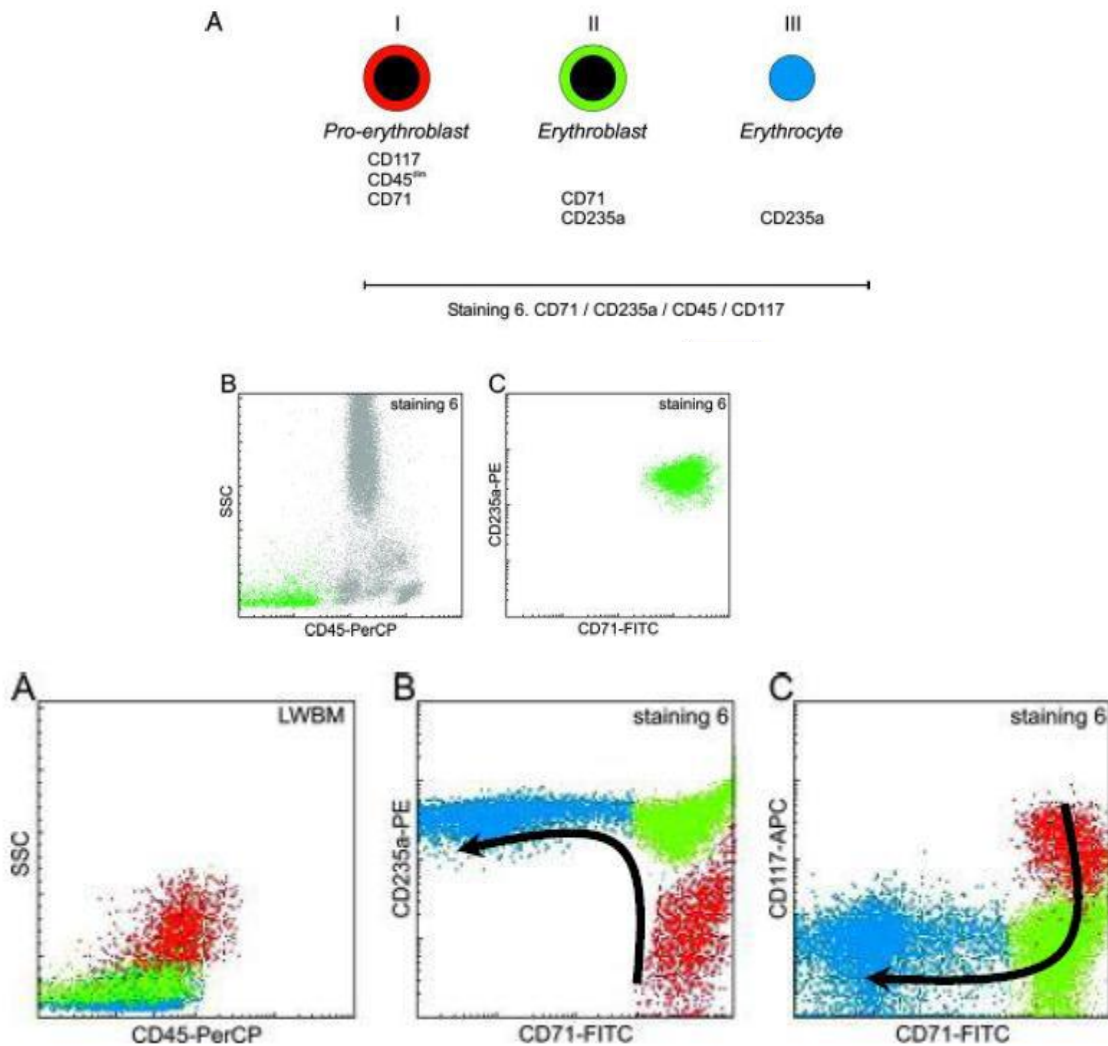 A
I II III
Pro-erythroblast Erythroblast Erythrocyte
CD117
CD45dim
CD71 CD71
CD235a CD235a
Staining 6. CD71 / CD235a / CD45 / CD117
B
staining 6
SSC
CD45-PerCP
C
staining 6
CD235a-PE
CD71-FITC
A
LWBM
SSC
CD45-PerCP
B
staining 6
CD235a-PE
CD71-FITC
C
staining 6
CD117-APC
CD71-FITC